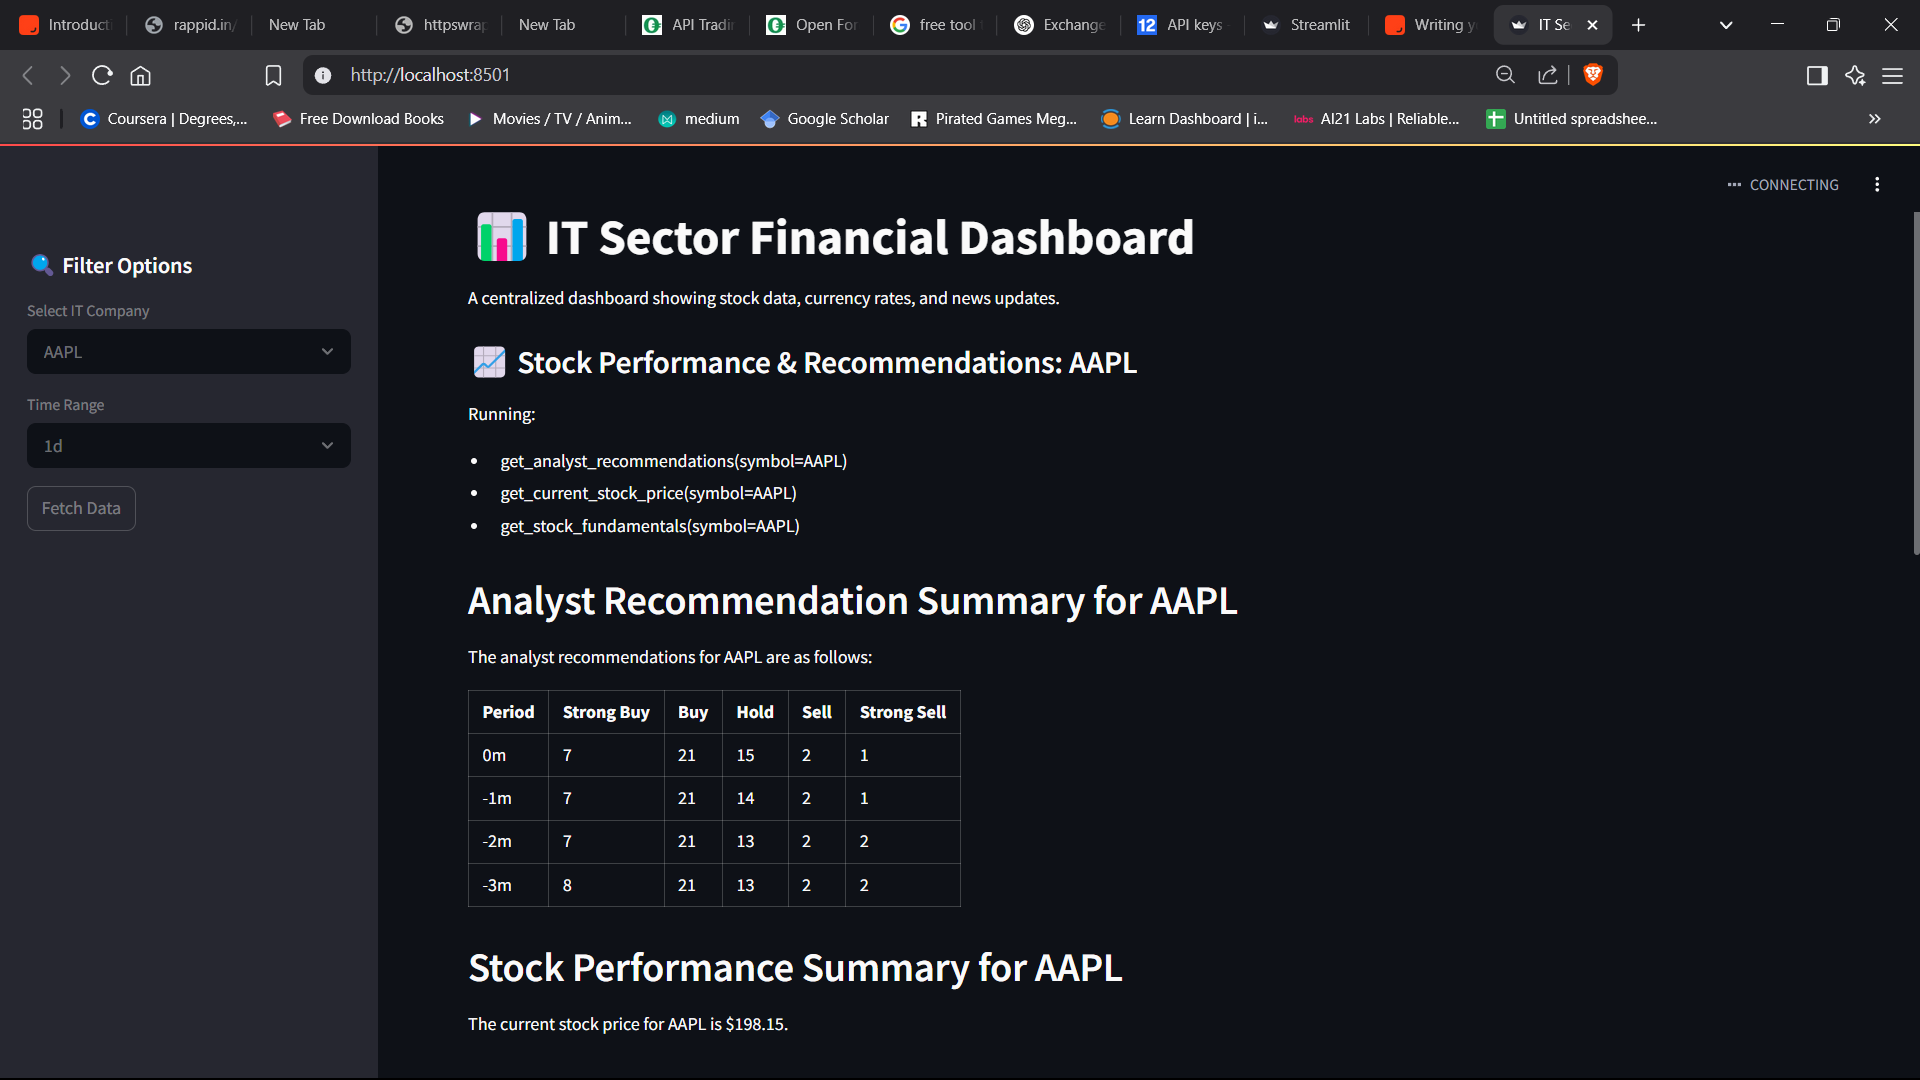 Introducti
rappid.in/
New Tab
httpswrap
New Tab
API Tradin
Open For
free tool
Exchange
API keys
Streamlit
Writing y
IT Se
http://localhost:8501
Coursera | Degrees,...
Free Download Books
Movies / TV / Anim...
medium
Google Scholar
Pirated Games Meg...
Learn Dashboard | i...
labs AI21 Labs | Reliable...
Untitled spreadshee...
CONNECTING
Filter Options
Select IT Company
AAPL
Time Range
1d
Fetch Data
IT Sector Financial Dashboard
A centralized dashboard showing stock data, currency rates, and news updates.
Stock Performance & Recommendations: AAPL
Running:
• get_analyst_recommendations(symbol=AAPL)
• get_current_stock_price(symbol=AAPL)
• get_stock_fundamentals(symbol=AAPL)
Analyst Recommendation Summary for AAPL
The analyst recommendations for AAPL are as follows:
Period Strong Buy Buy Hold Sell Strong Sell
0m 7 21 15 2 1
-1m 7 21 14 2 1
-2m 7 21 13 2 2
-3m 8 21 13 2 2
Stock Performance Summary for AAPL
The current stock price for AAPL is $198.15.